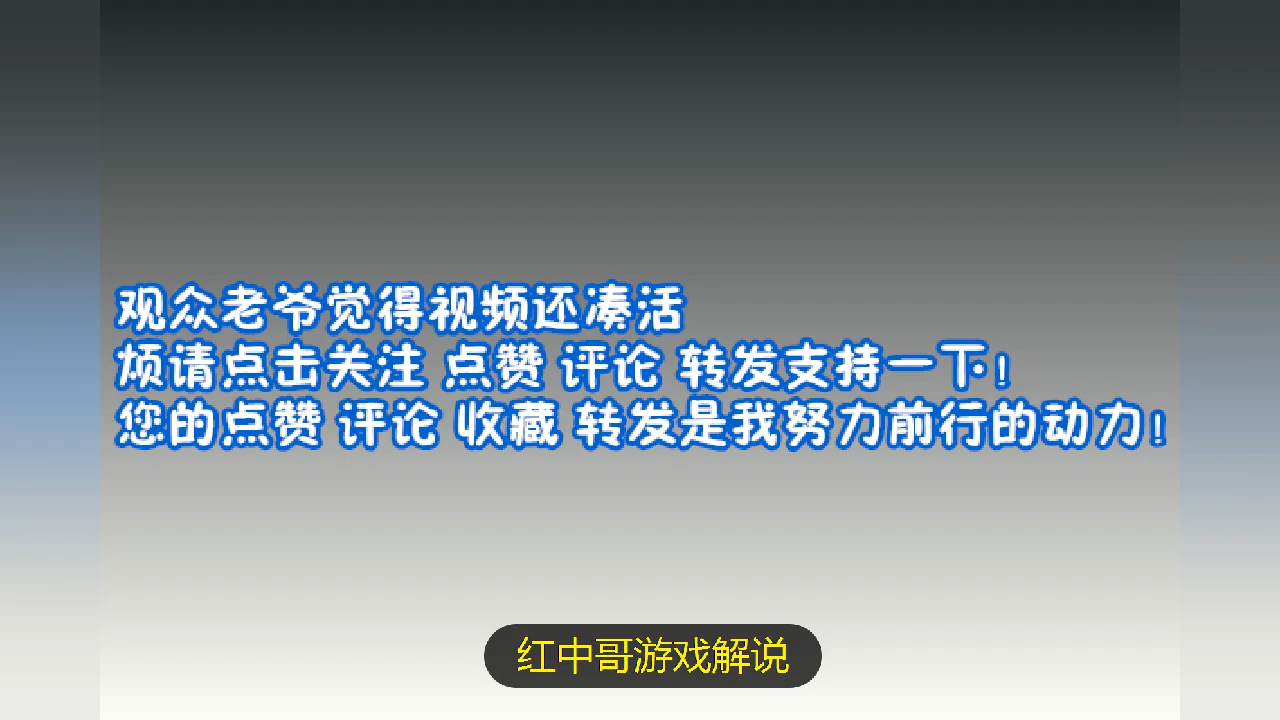 观众老爷觉得视频还凑活
烦请点击关注 点赞 评论 转发支持一下!
您的点赞 评论 收藏 转发是我努力前行的动力!
红中哥游戏解说